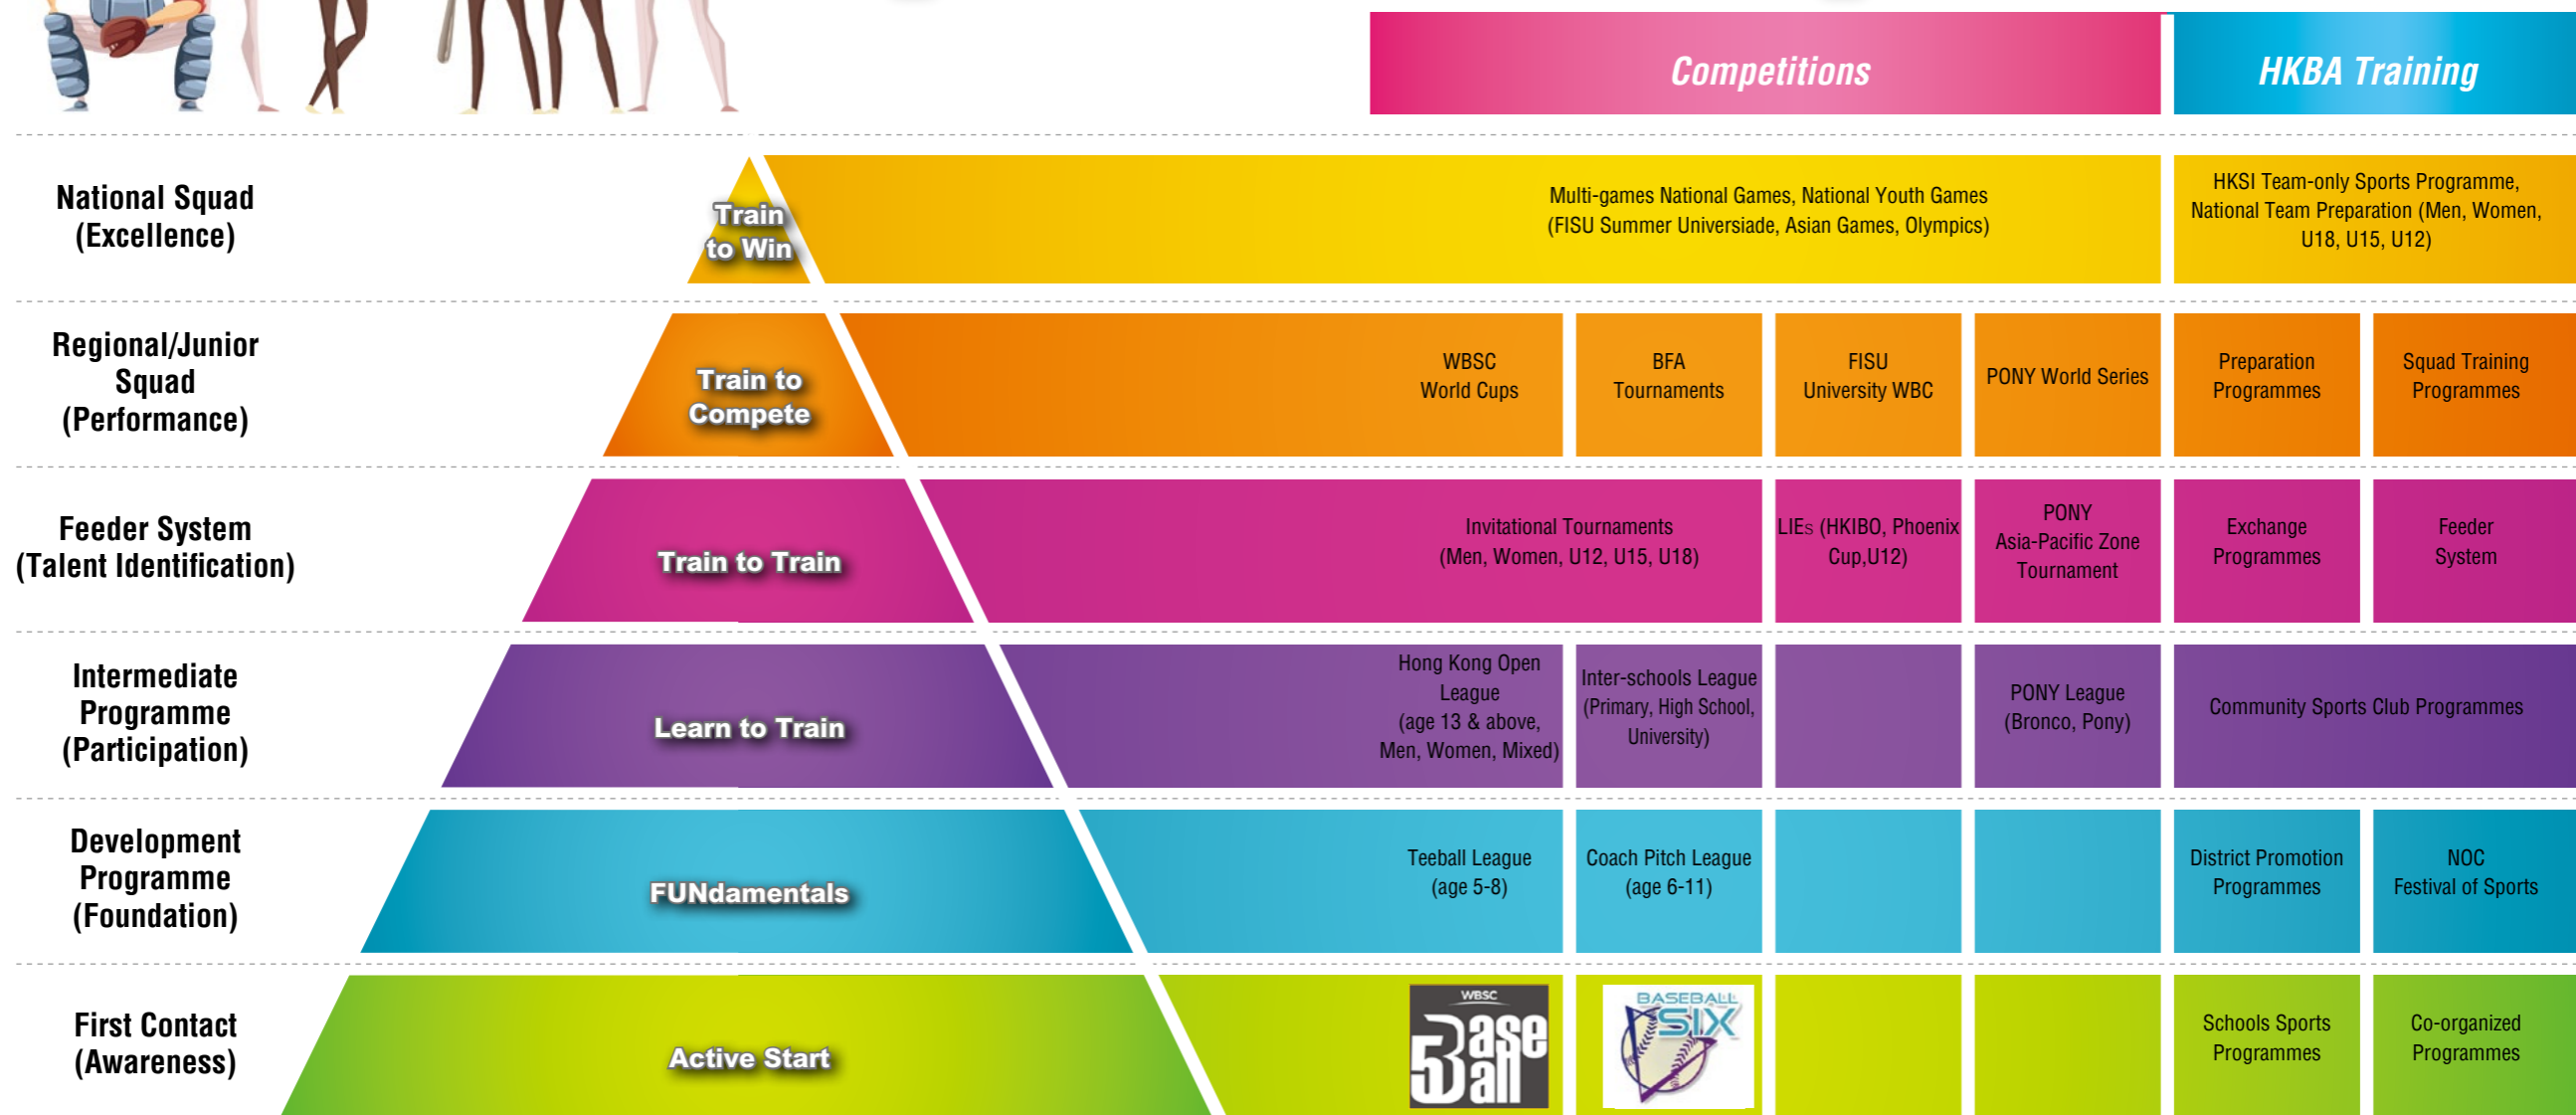 Competitions
HKBA Training
National Squad
(Excellence)
Train
to Win
Multi-games National Games, National Youth Games
(FISU Summer Universiade, Asian Games, Olympics)
HKSI Team-only Sports Programme,
National Team Preparation (Men, Women,
U18, U15, U12)
Regional/Junior
Squad
(Performance)
Train to
Compete
WBSC
World Cups
BFA
Tournaments
FISU
University WBC
PONY World Series
Preparation
Programmes
Squad Training
Programmes
Feeder System
(Talent Identification)
Train to Train
Invitational Tournaments
(Men, Women, U12, U15, U18)
LIEs (HKIBO, Phoenix
Cup,U12)
PONY
Asia-Pacific Zone
Tournament
Exchange
Programmes
Feeder
System
Intermediate
Programme
(Participation)
Learn to Train
Hong Kong Open
League
(age 13 & above,
Men, Women, Mixed)
Inter-schools League
(Primary, High School,
University)
PONY League
(Bronco, Pony)
Community Sports Club Programmes
Development
Programme
(Foundation)
FUNdamentals
Teeball League
(age 5-8)
Coach Pitch League
(age 6-11)
District Promotion
Programmes
NOC
Festival of Sports
First Contact
(Awareness)
Active Start
WBSC
Baseball
5
BASEBALL
SIX
Schools Sports
Programmes
Co-organized
Programmes